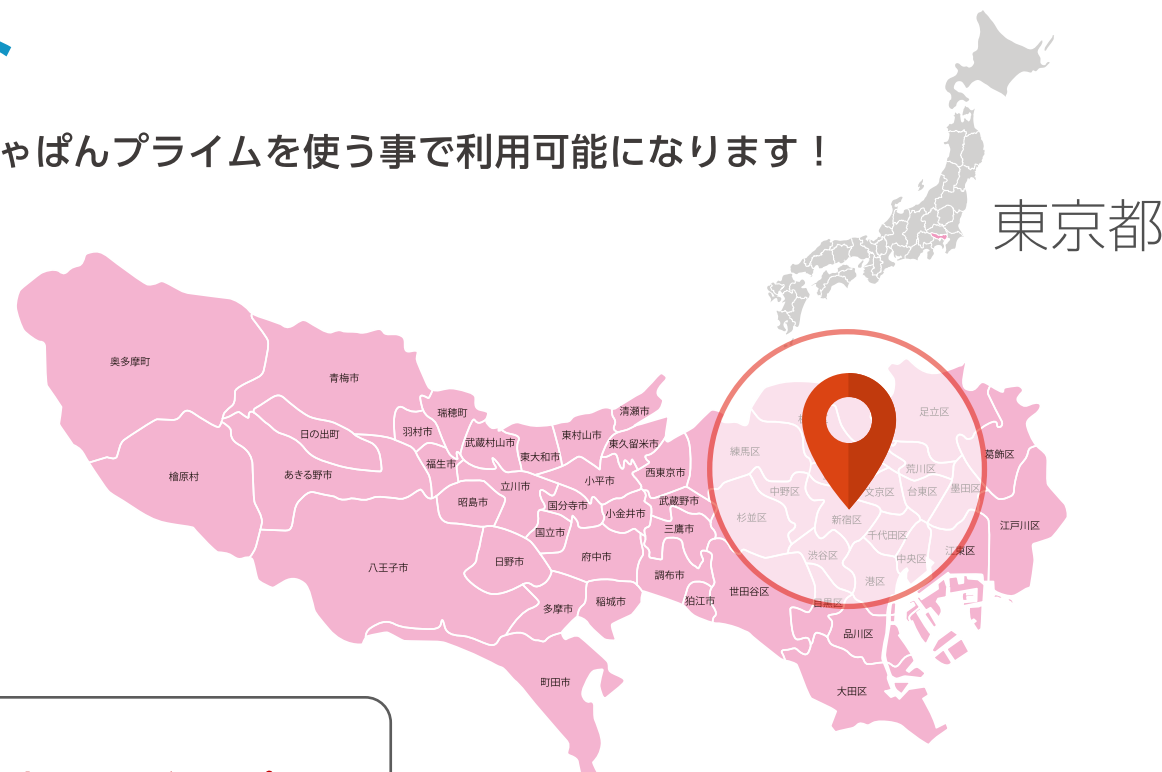 ゃぱんプライムを使う事で利用可能になります！
東京都
奥多摩町
青梅市
瑞穂町
清瀬市
足立区
羽村市
日の出町
武蔵村山市
東村山市
東久留米市
練馬区
葛飾区
福生市
東大和市
荒川区
檜原村
あきる野市
西東京市
立川市
小平市
中野区
文京区
台東区
墨田区
昭島市
国分寺市
武蔵野市
小金井市
杉並区
新宿区
江戸川区
国立市
三鷹市
千代田区
江東区
日野市
府中市
渋谷区
中央区
八王子市
調布市
港区
世田谷区
多摩市
稲城市
狛江市
目黒区
品川区
町田市
大田区